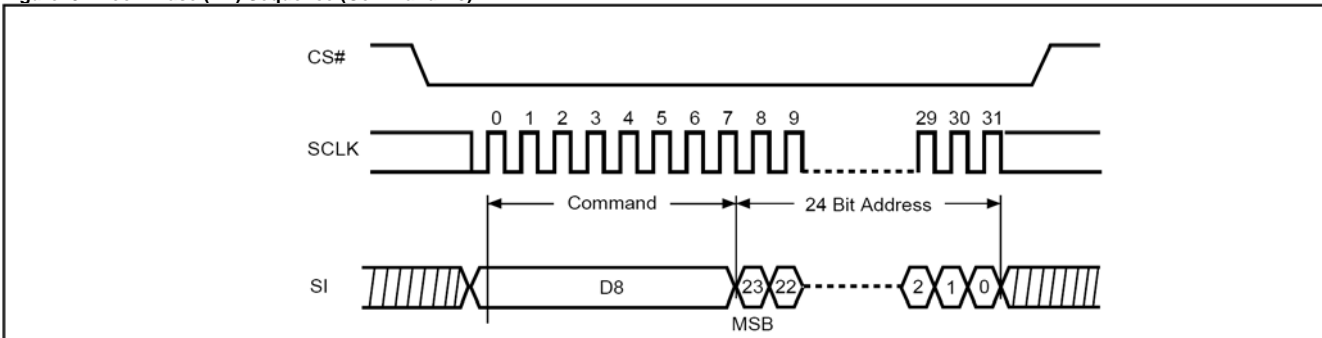 CS#
0 1 2 3 4 5 6 7 8 9 29 30 31
SCLK
Command 24 Bit Address
SI D8 23 22 2 1 0
MSB